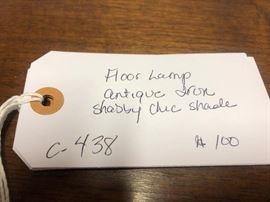 Floor Lamp
antique iron
shabby chic shade
C-438 $100